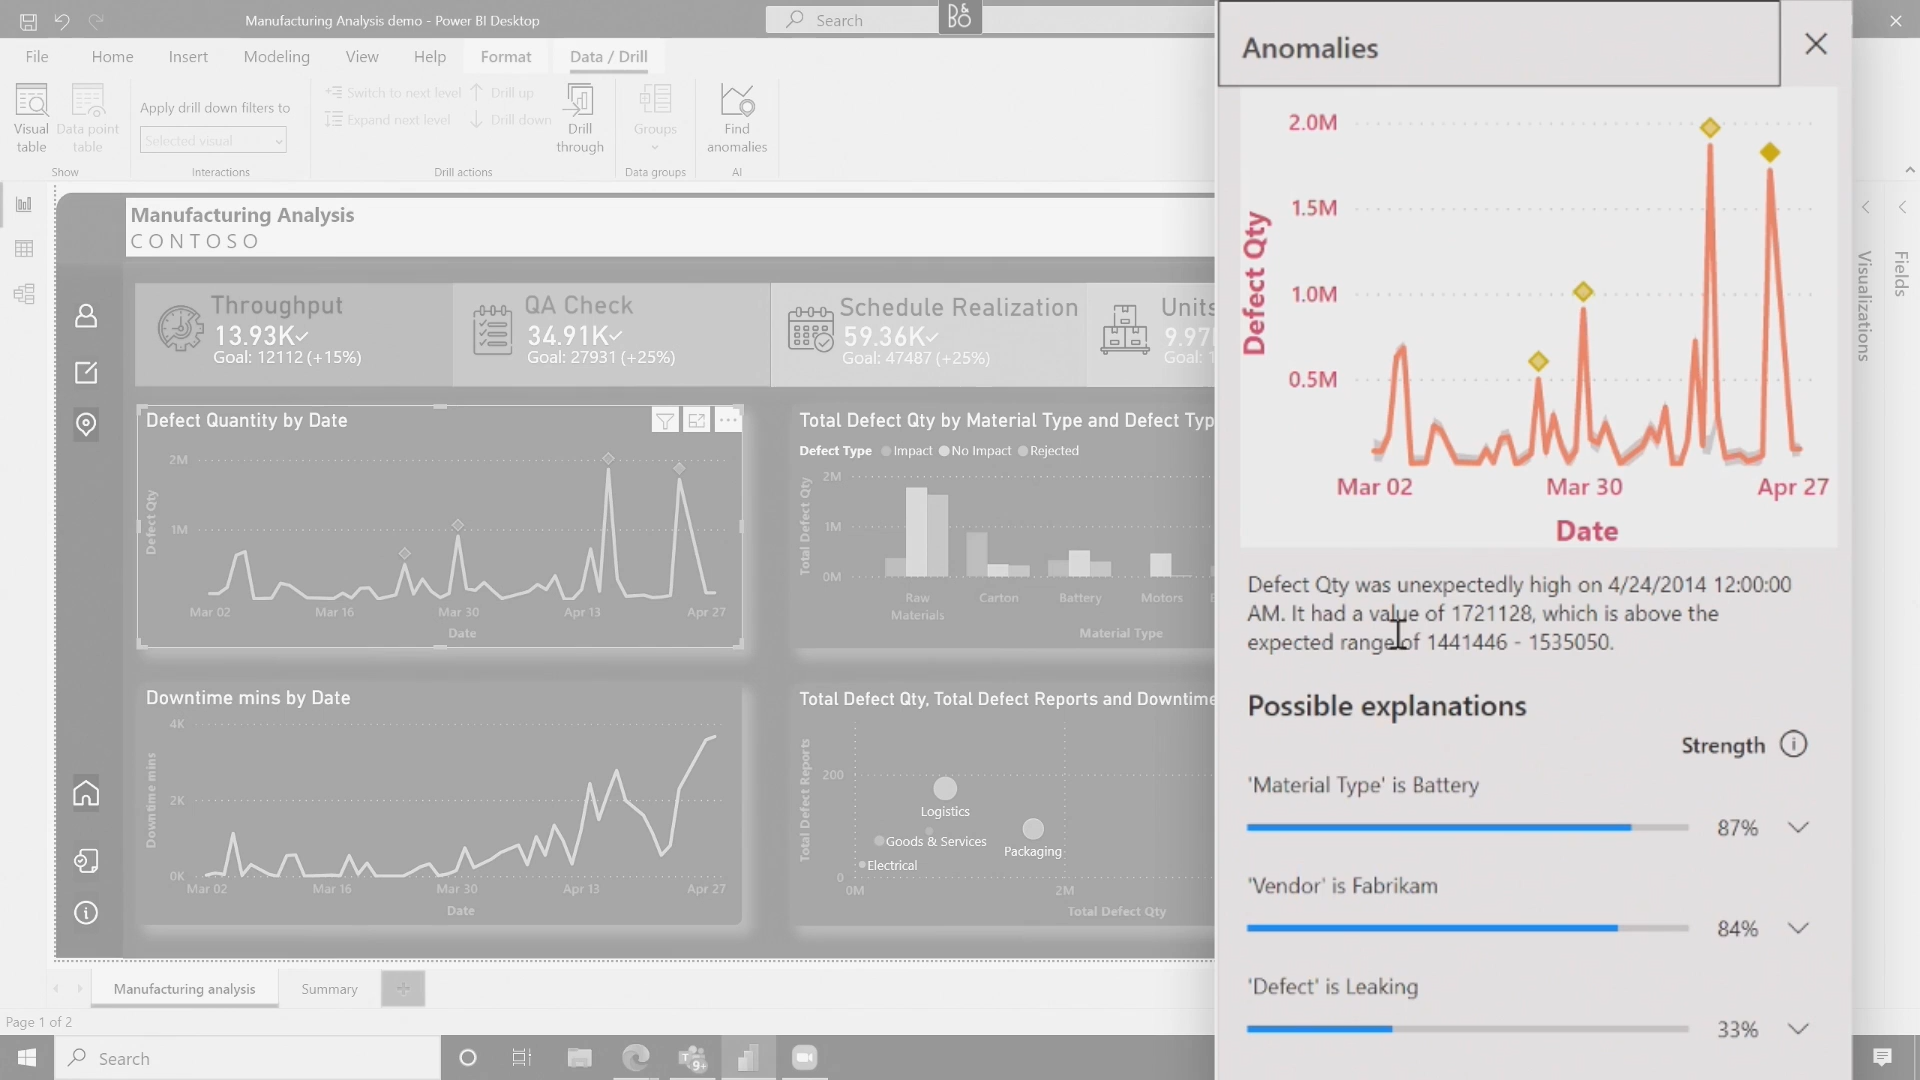 Manufacturing Analysis demo - Power BI Desktop
Search
B&O
File
Home
Insert
Modeling
View
Help
Format
Data / Drill
Visual table
Data point table
Show
Apply drill down filters to
Selected visual
Interactions
Switch to next level
Expand next level
Drill up
Drill down
Drill through
Drill actions
Groups
Data groups
Find anomalies
AI
Manufacturing Analysis
CONTOSO
Throughput
13.93K
Goal: 12112 (+15%)
QA Check
34.91K
Goal: 27931 (+25%)
Schedule Realization
59.36K
Goal: 47487 (+25%)
Units
Goal:
Defect Quantity by Date
2M
1M
Defect Qty
Mar 02
Mar 16
Mar 30
Apr 13
Apr 27
Date
Total Defect Qty by Material Type and Defect Typ
Defect Type
Impact
No Impact
Rejected
2M
1M
0M
Total Defect Qty
Raw Materials
Carton
Battery
Motors
Material Type
Downtime mins by Date
4K
2K
0K
Downtime mins
Mar 02
Mar 16
Mar 30
Apr 13
Apr 27
Date
Total Defect Qty, Total Defect Reports and Downtime
200
0
Total Defect Reports
Logistics
Goods & Services
Packaging
Electrical
0M
2M
Total Defect Qty
Manufacturing analysis
Summary
Page 1 of 2
Search
9+
Anomalies
2.0M
1.5M
1.0M
0.5M
Defect Qty
Mar 02
Mar 30
Apr 27
Date
Defect Qty was unexpectedly high on 4/24/2014 12:00:00
AM. It had a value of 1721128, which is above the
expected range of 1441446 - 1535050.
Possible explanations
Strength
'Material Type' is Battery
87%
'Vendor' is Fabrikam
84%
'Defect' is Leaking
33%
Visualizations
Fields